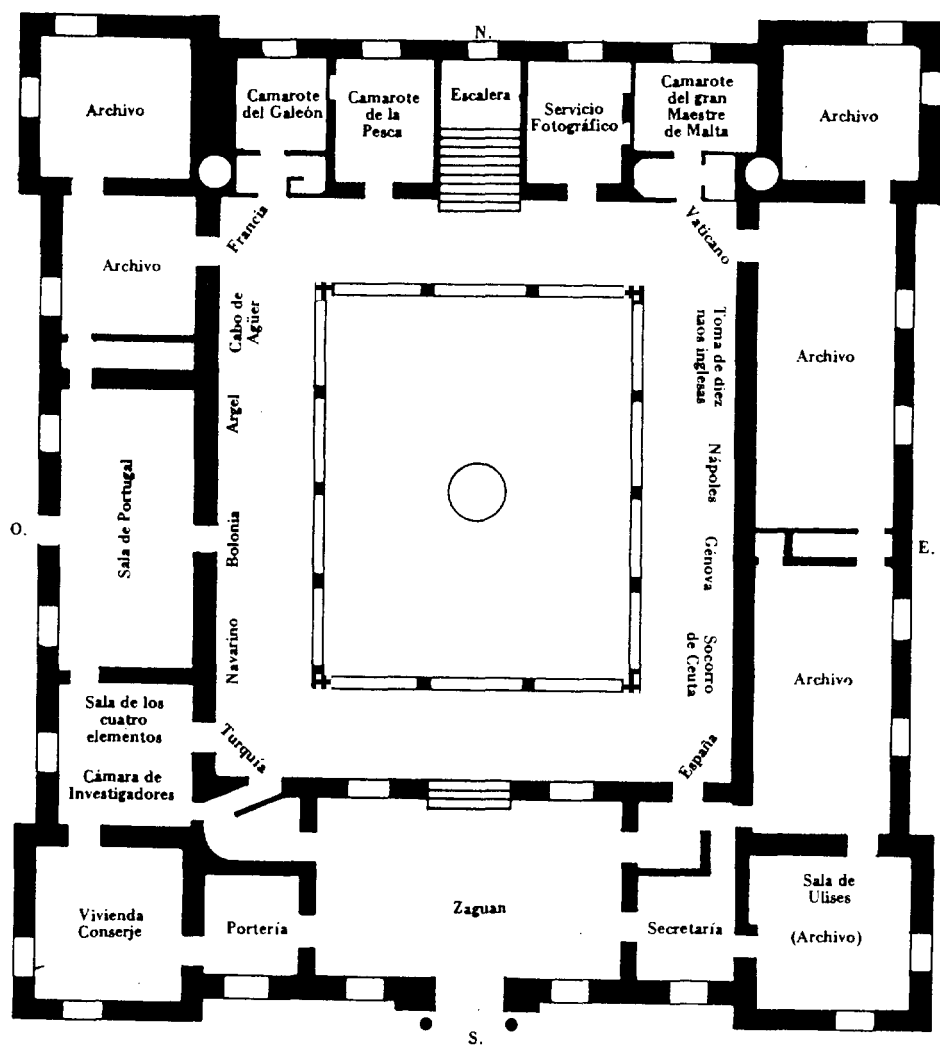 N.
Archivo
Camarote
del Galeón
Camarote
de la
Pesca
Escalera
Servicio
Fotográfico
Camarote
del gran
Maestre
de Malta
Archivo
Archivo
Francia
Vaticano
Cabo de
Agüer
Toma de diez
naos inglesas
Archivo
Argel
Nápoles
Sala de Portugal
O.
Bolonia
Génova
E.
Navarino
Socorro
de Ceuta
Archivo
Sala de los
cuatro
elementos
Cámara de
Investigadores
Turquía
España
Vivienda
Conserje
Portería
Zaguan
Secretaría
Sala de
Ulises
(Archivo)
S.